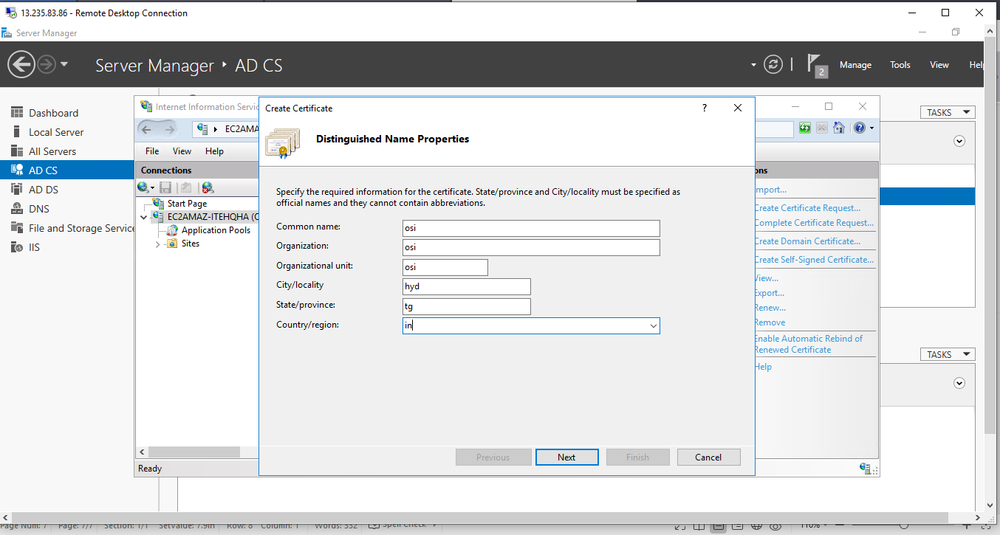 13.235.83.86 - Remote Desktop Connection
Server Manager
Server Manager ‣ AD CS
2
Manage
Tools
View
Help
Dashboard
Local Server
All Servers
AD CS
AD DS
DNS
File and Storage Service
IIS
TASKS
TASKS
Internet Information Servic
EC2AMA
File View Help
Connections
Start Page
EC2AMAZ-ITEHQHA (C
Application Pools
Sites
Ready
Create Certificate
?
Distinguished Name Properties
Specify the required information for the certificate. State/province and City/locality must be specified as
official names and they cannot contain abbreviations.
Common name: osi
Organization: osi
Organizational unit: osi
City/locality hyd
State/province: tg
Country/region: in
Previous Next Finish Cancel
ons
mport...
Create Certificate Request...
Complete Certificate Request...
Create Domain Certificate...
Create Self-Signed Certificate...
View...
Export...
Renew...
Remove
Enable Automatic Rebind of
Renewed Certificate
Help
Page Num: 7 Page: 7/7 Section: 1/1 SetValue: 7.9in Row: 8 Column: 1 Words: 352 Spell Check 110%